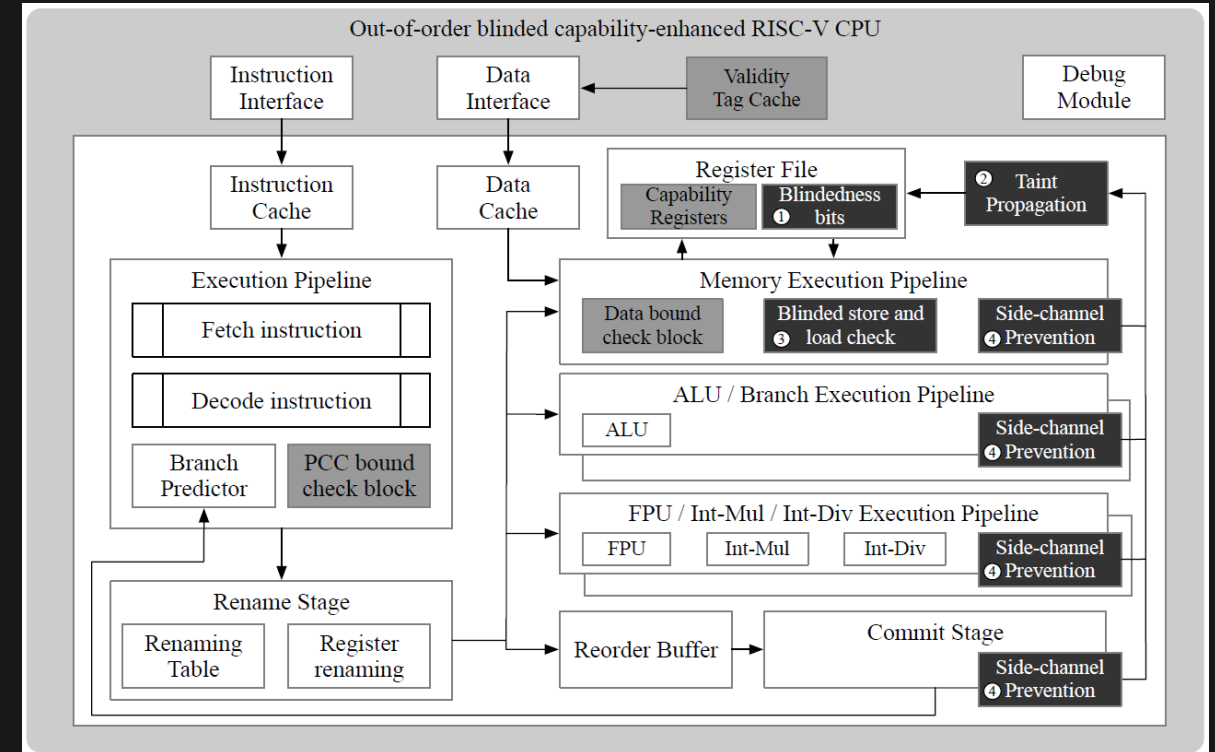 Out-of-order blinded capability-enhanced RISC-V CPU
Instruction
Interface
Data
Interface
Validity
Tag Cache
Debug
Module
Instruction
Cache
Data
Cache
Register File
Capability
Registers
Blindedness
❶ bits
❷ Taint
Propagation
Execution Pipeline
Fetch instruction
Decode instruction
Branch
Predictor
PCC bound
check block
Memory Execution Pipeline
Data bound
check block
Blinded store and
❸ load check
Side-channel
❹ Prevention
ALU / Branch Execution Pipeline
ALU
Side-channel
❹ Prevention
FPU / Int-Mul / Int-Div Execution Pipeline
FPU
Int-Mul
Int-Div
Side-channel
❹ Prevention
Rename Stage
Renaming
Table
Register
renaming
Reorder Buffer
Commit Stage
Side-channel
❹ Prevention